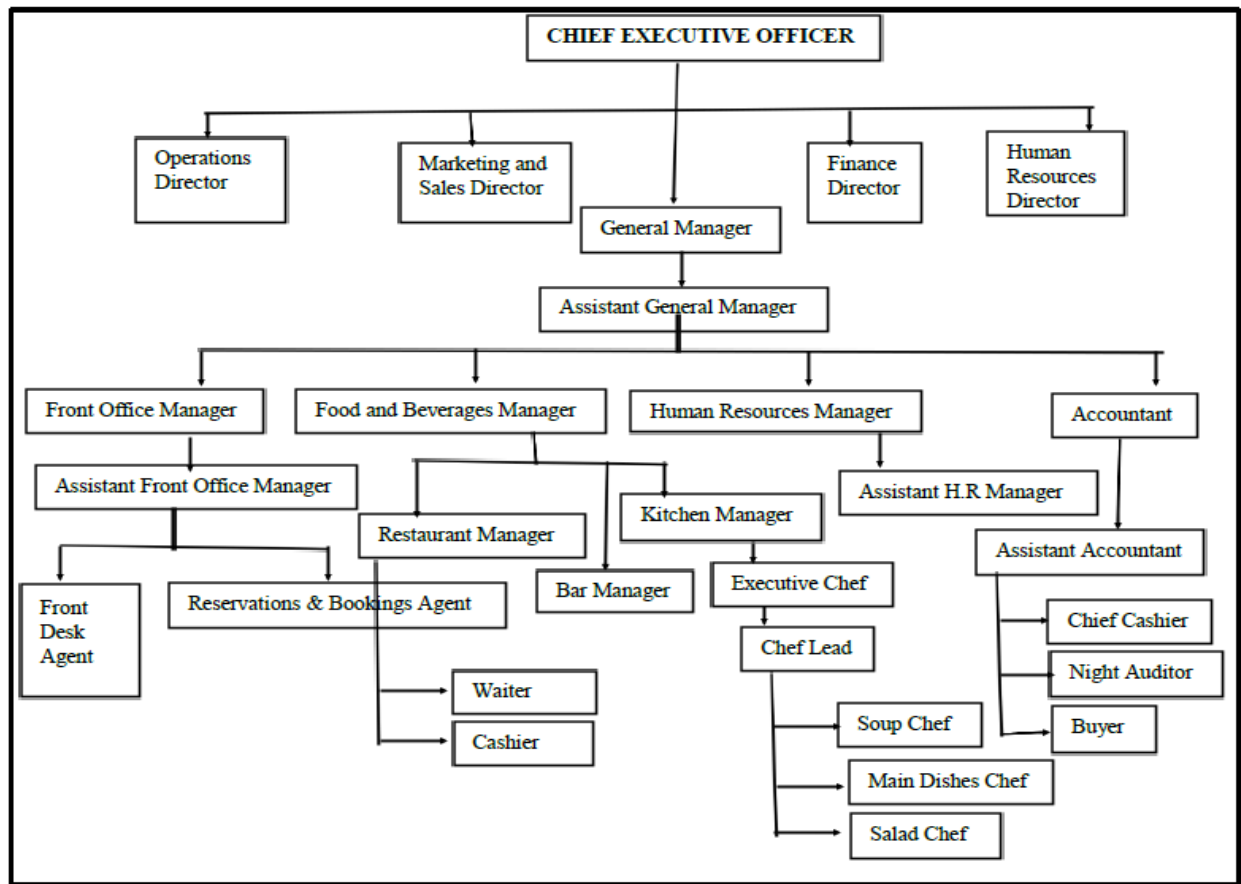 CHIEF EXECUTIVE OFFICER
Operations
Director
Marketing and
Sales Director
Finance
Director
Human
Resources
Director
General Manager
Assistant General Manager
Front Office Manager
Food and Beverages Manager
Human Resources Manager
Accountant
Assistant Front Office Manager
Assistant H.R Manager
Kitchen Manager
Restaurant Manager
Assistant Accountant
Executive Chef
Bar Manager
Front
Desk
Agent
Reservations & Bookings Agent
Chief Cashier
Chef Lead
Night Auditor
Waiter
Soup Chef
Buyer
Cashier
Main Dishes Chef
Salad Chef